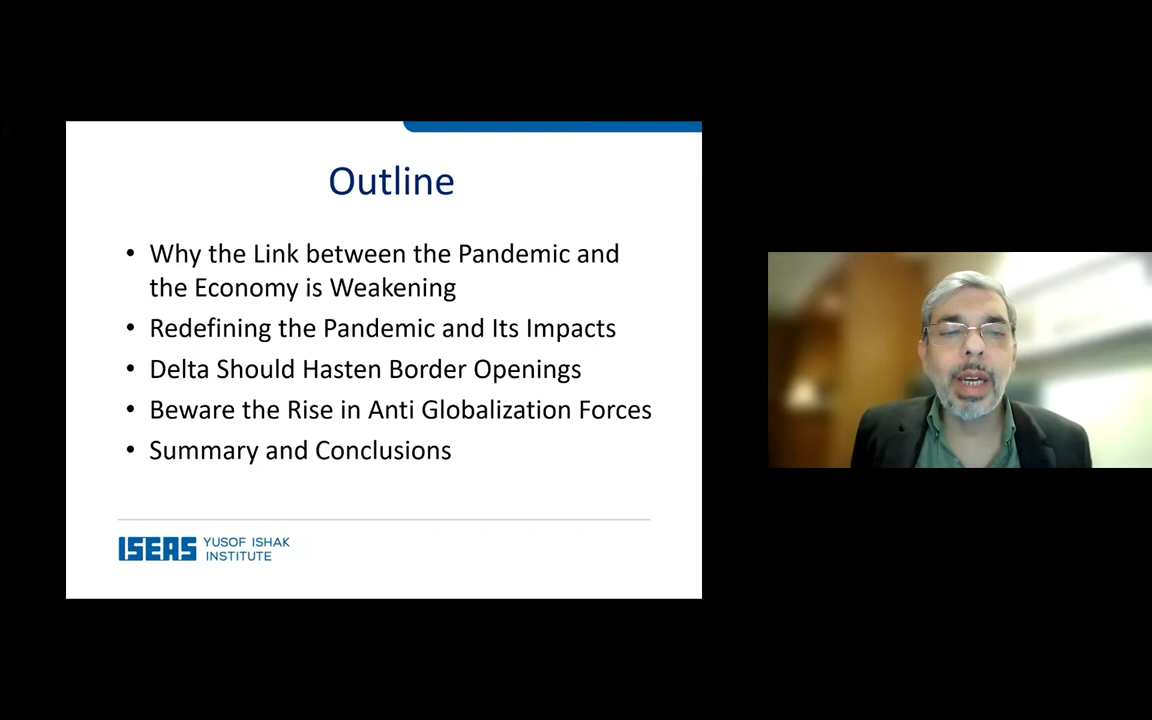 Outline
• Why the Link between the Pandemic and
the Economy is Weakening
• Redefining the Pandemic and Its Impacts
• Delta Should Hasten Border Openings
• Beware the Rise in Anti Globalization Forces
• Summary and Conclusions
ISEAS YUSOF ISHAK
INSTITUTE